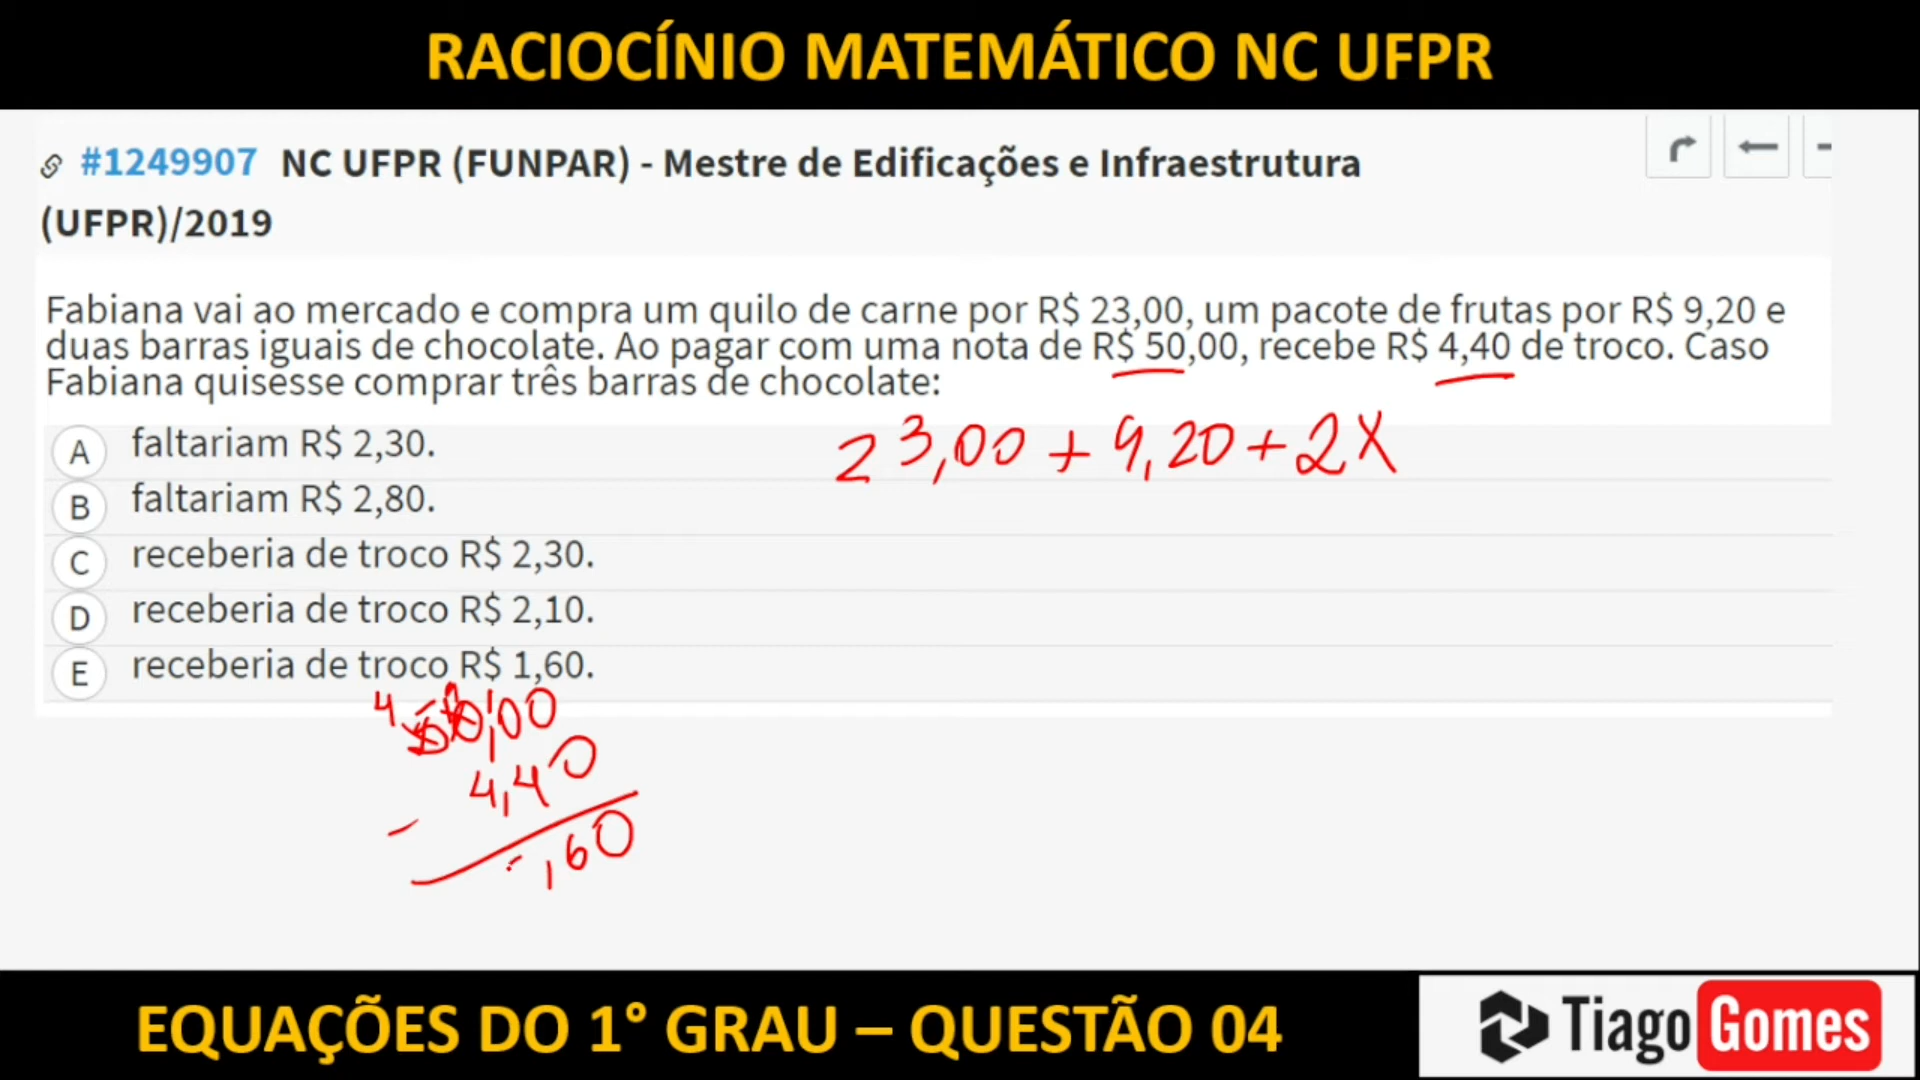 RACIOCÍNIO MATEMÁTICO NC UFPR
#1249907 NC UFPR (FUNPAR) - Mestre de Edificações e Infraestrutura
(UFPR)/2019
Fabiana vai ao mercado e compra um quilo de carne por R$ 23,00, um pacote de frutas por R$ 9,20 e
duas barras iguais de chocolate. Ao pagar com uma nota de R$ 50,00, recebe R$ 4,40 de troco. Caso
Fabiana quisesse comprar três barras de chocolate:
23,00 + 9,20 + 2X
A faltariam R$ 2,30.
B faltariam R$ 2,80.
C receberia de troco R$ 2,30.
D receberia de troco R$ 2,10.
E receberia de troco R$ 1,60.
4
50,00
4,40
-
,60
EQUAÇÕES DO 1° GRAU – QUESTÃO 04
Tiago Gomes